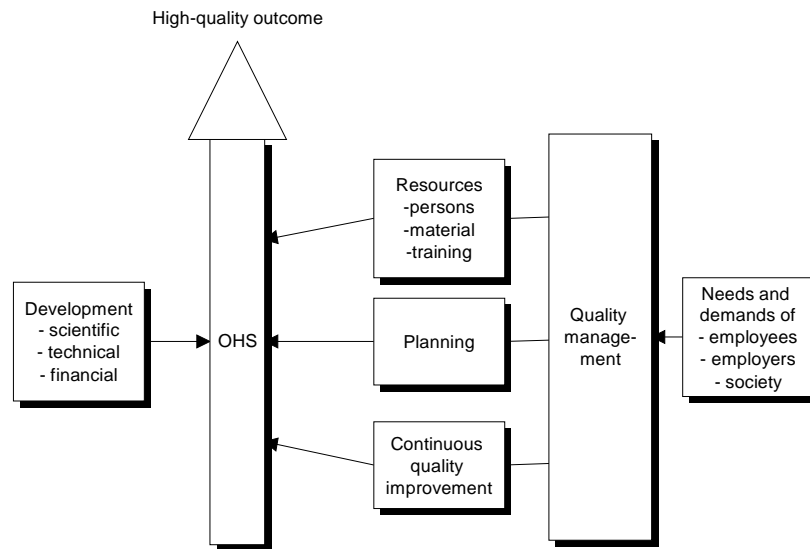 High-quality outcome
Resources
-persons
-material
-training
Development
- scientific
- technical
- financial
OHS
Planning
Quality
manage-
ment
Needs and
demands of
- employees
- employers
- society
Continuous
quality
improvement